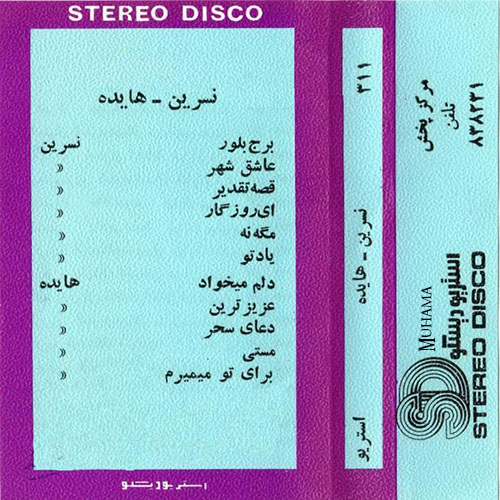 STEREO DISCO
نسرین - هایده
برج بلور نسرین
عاشق شهر «
قصه تقدیر «
ای روزگار «
مگه نه «
یاد تو «
دلم میخواد هایده
عزیزترین «
دعای سحر «
مستی «
برای تو میمیرم «
استریو دیسکو
۳۱۱
نسرین - هایده
استریو
مرکز پخش
تلفن
۸۳۸۲۳۱
استریو دیسکو
MUHAMA
STEREO DISCO